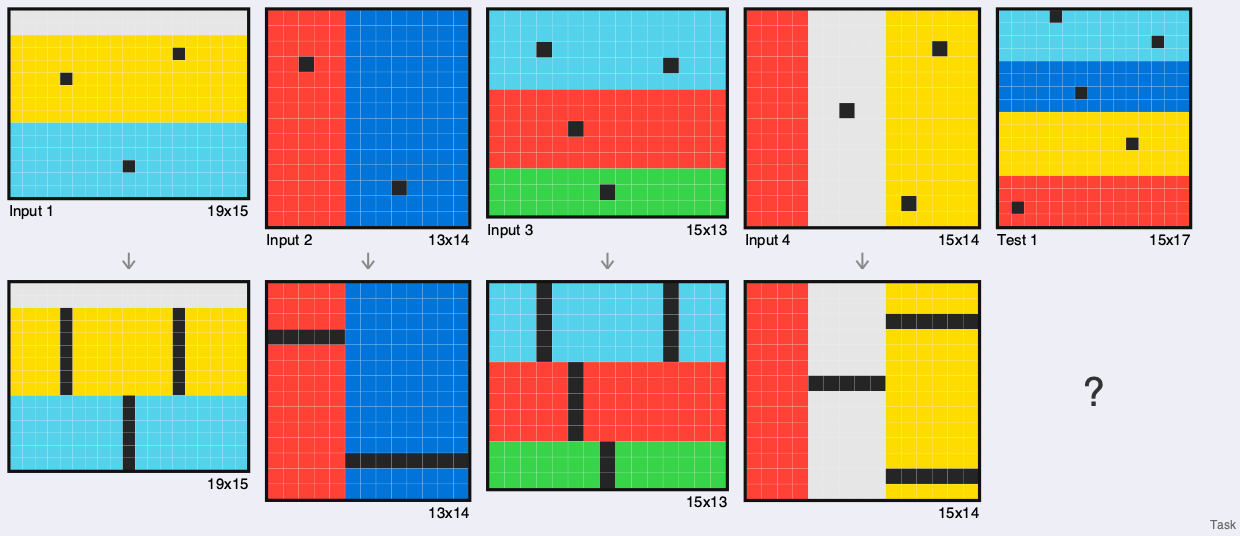 Input 1 19x15
Input 2 13x14
Input 3 15x13
Input 4 15x14
Test 1 15x17
19x15
13x14
15x13
15x14
?
Task